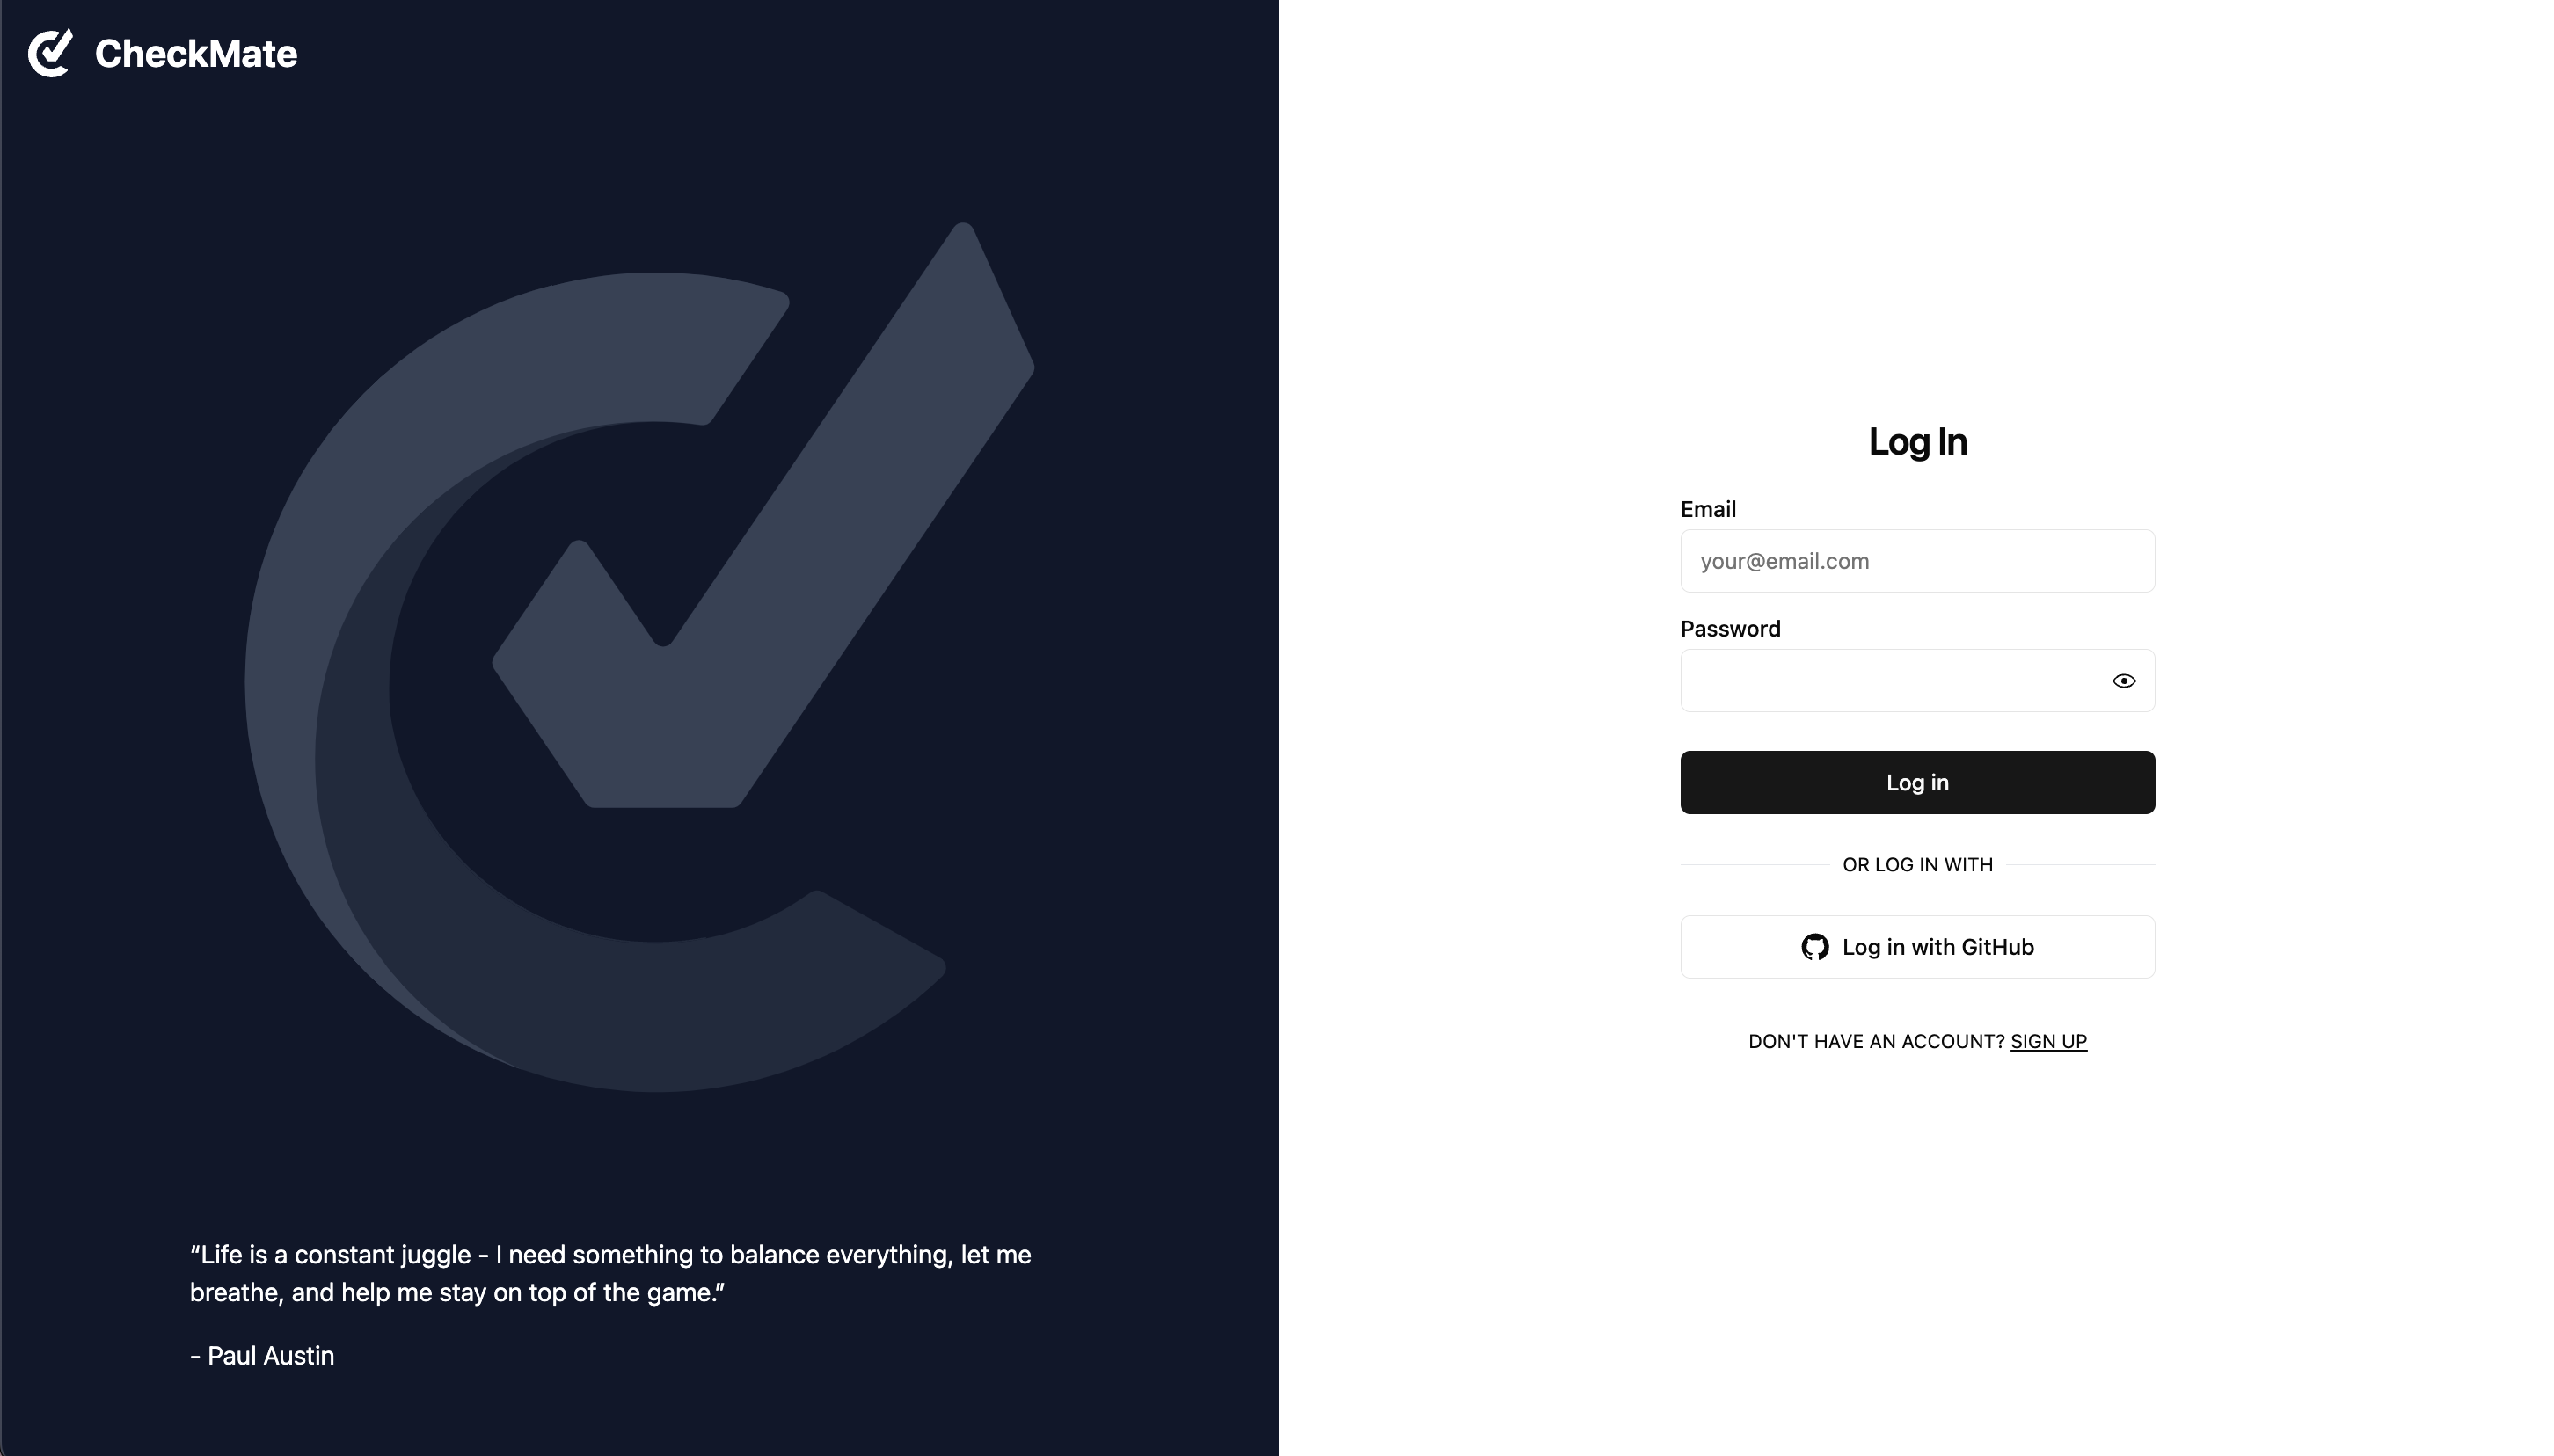 CheckMate
“Life is a constant juggle - I need something to balance everything, let me
breathe, and help me stay on top of the game.”
- Paul Austin
Log In
Email
your@email.com
Password
Log in
OR LOG IN WITH
Log in with GitHub
DON'T HAVE AN ACCOUNT? SIGN UP